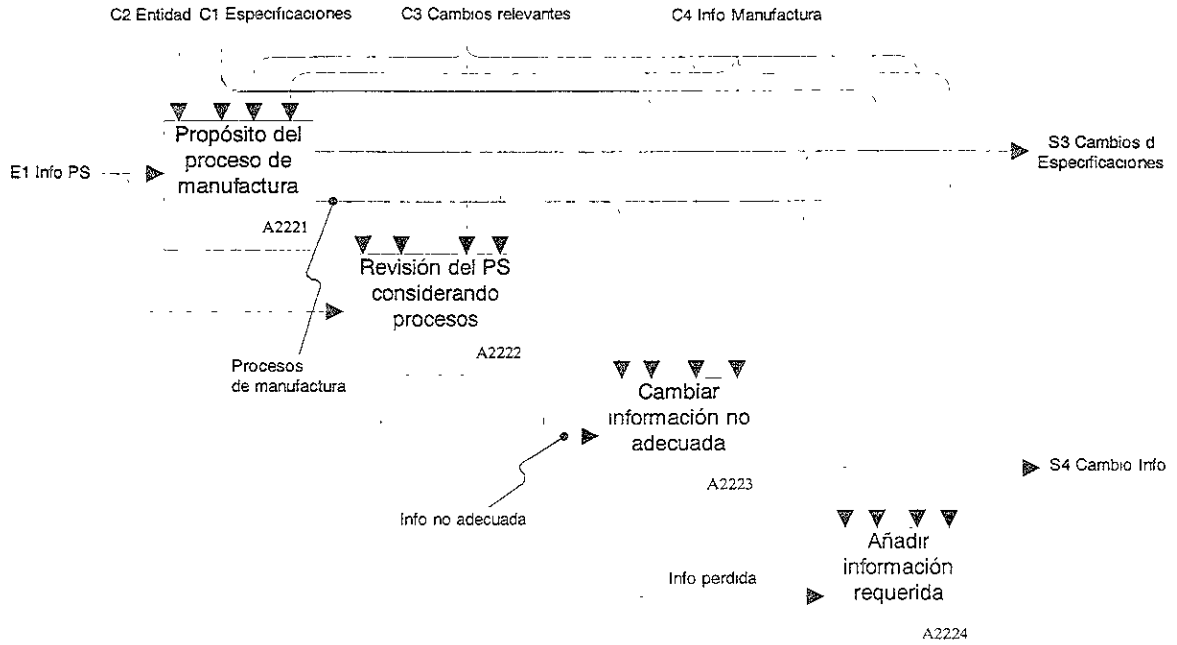 C2 Entidad C1 Especificaciones C3 Cambios relevantes C4 Info Manufactura
Propósito del
proceso de
manufactura
E1 Info PS
S3 Cambios d
Especificaciones
A2221
Revisión del PS
considerando
procesos
A2222
Procesos
de manufactura
Cambiar
información no
adecuada
A2223
S4 Cambio Info
Info no adecuada
Añadir
información
requerida
Info perdida
A2224